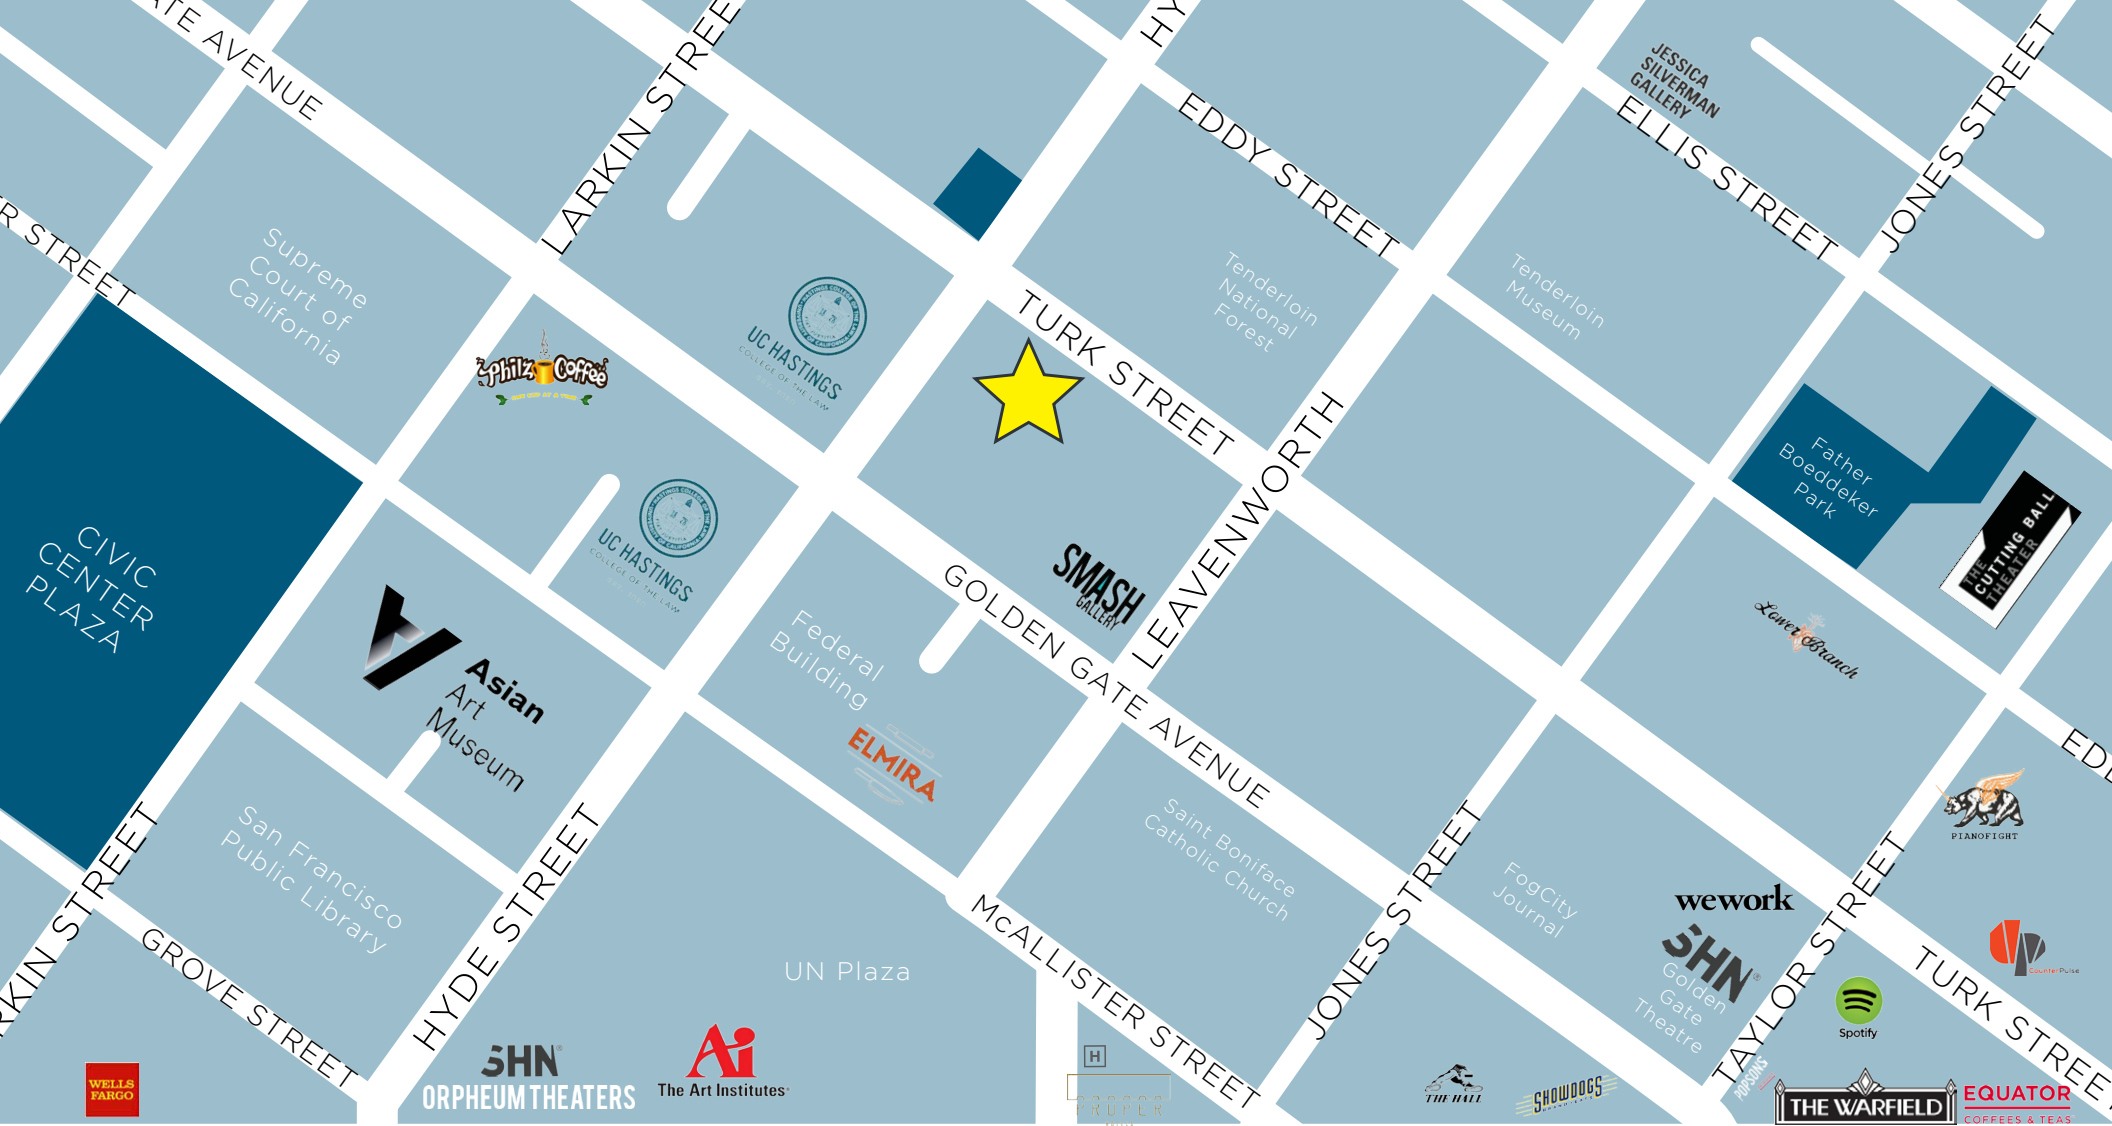 TE AVENUE
LARKIN STREE
HY
EDDY STREET
JESSICA
SILVERMAN
GALLERY
ELLIS STREET
JONES STREET
R STREET
Supreme
Court of
California
Philz Coffee
UC HASTINGS
COLLEGE OF THE LAW
TURK STREET
Tenderloin
National
Forest
Tenderloin
Museum
Father
Boeddeker
Park
THE
CUTTING BALL
THEATER
CIVIC
CENTER
PLAZA
UC HASTINGS
COLLEGE OF THE LAW
SMASH
GALLERY
LEAVENWORTH
GOLDEN GATE AVENUE
Federal
Building
ELMIRA
Asian
Art
Museum
Lower Branch
EDD
PIANOFIGHT
San Francisco
Public Library
Saint Boniface
Catholic Church
FogCity
Journal
wework
SHN
Golden
Gate
Theatre
TAYLOR STREET
CounterPulse
TURK STREET
Spotify
RKIN STREET
GROVE STREET
HYDE STREET
UN Plaza
McALLISTER STREET
JONES STREET
WELLS
FARGO
SHN
ORPHEUM THEATERS
Ai
The Art Institutes
H
PROPER
THE HALL
SHOWDOGS
POPSONS
THE WARFIELD
EQUATOR
COFFEES & TEAS